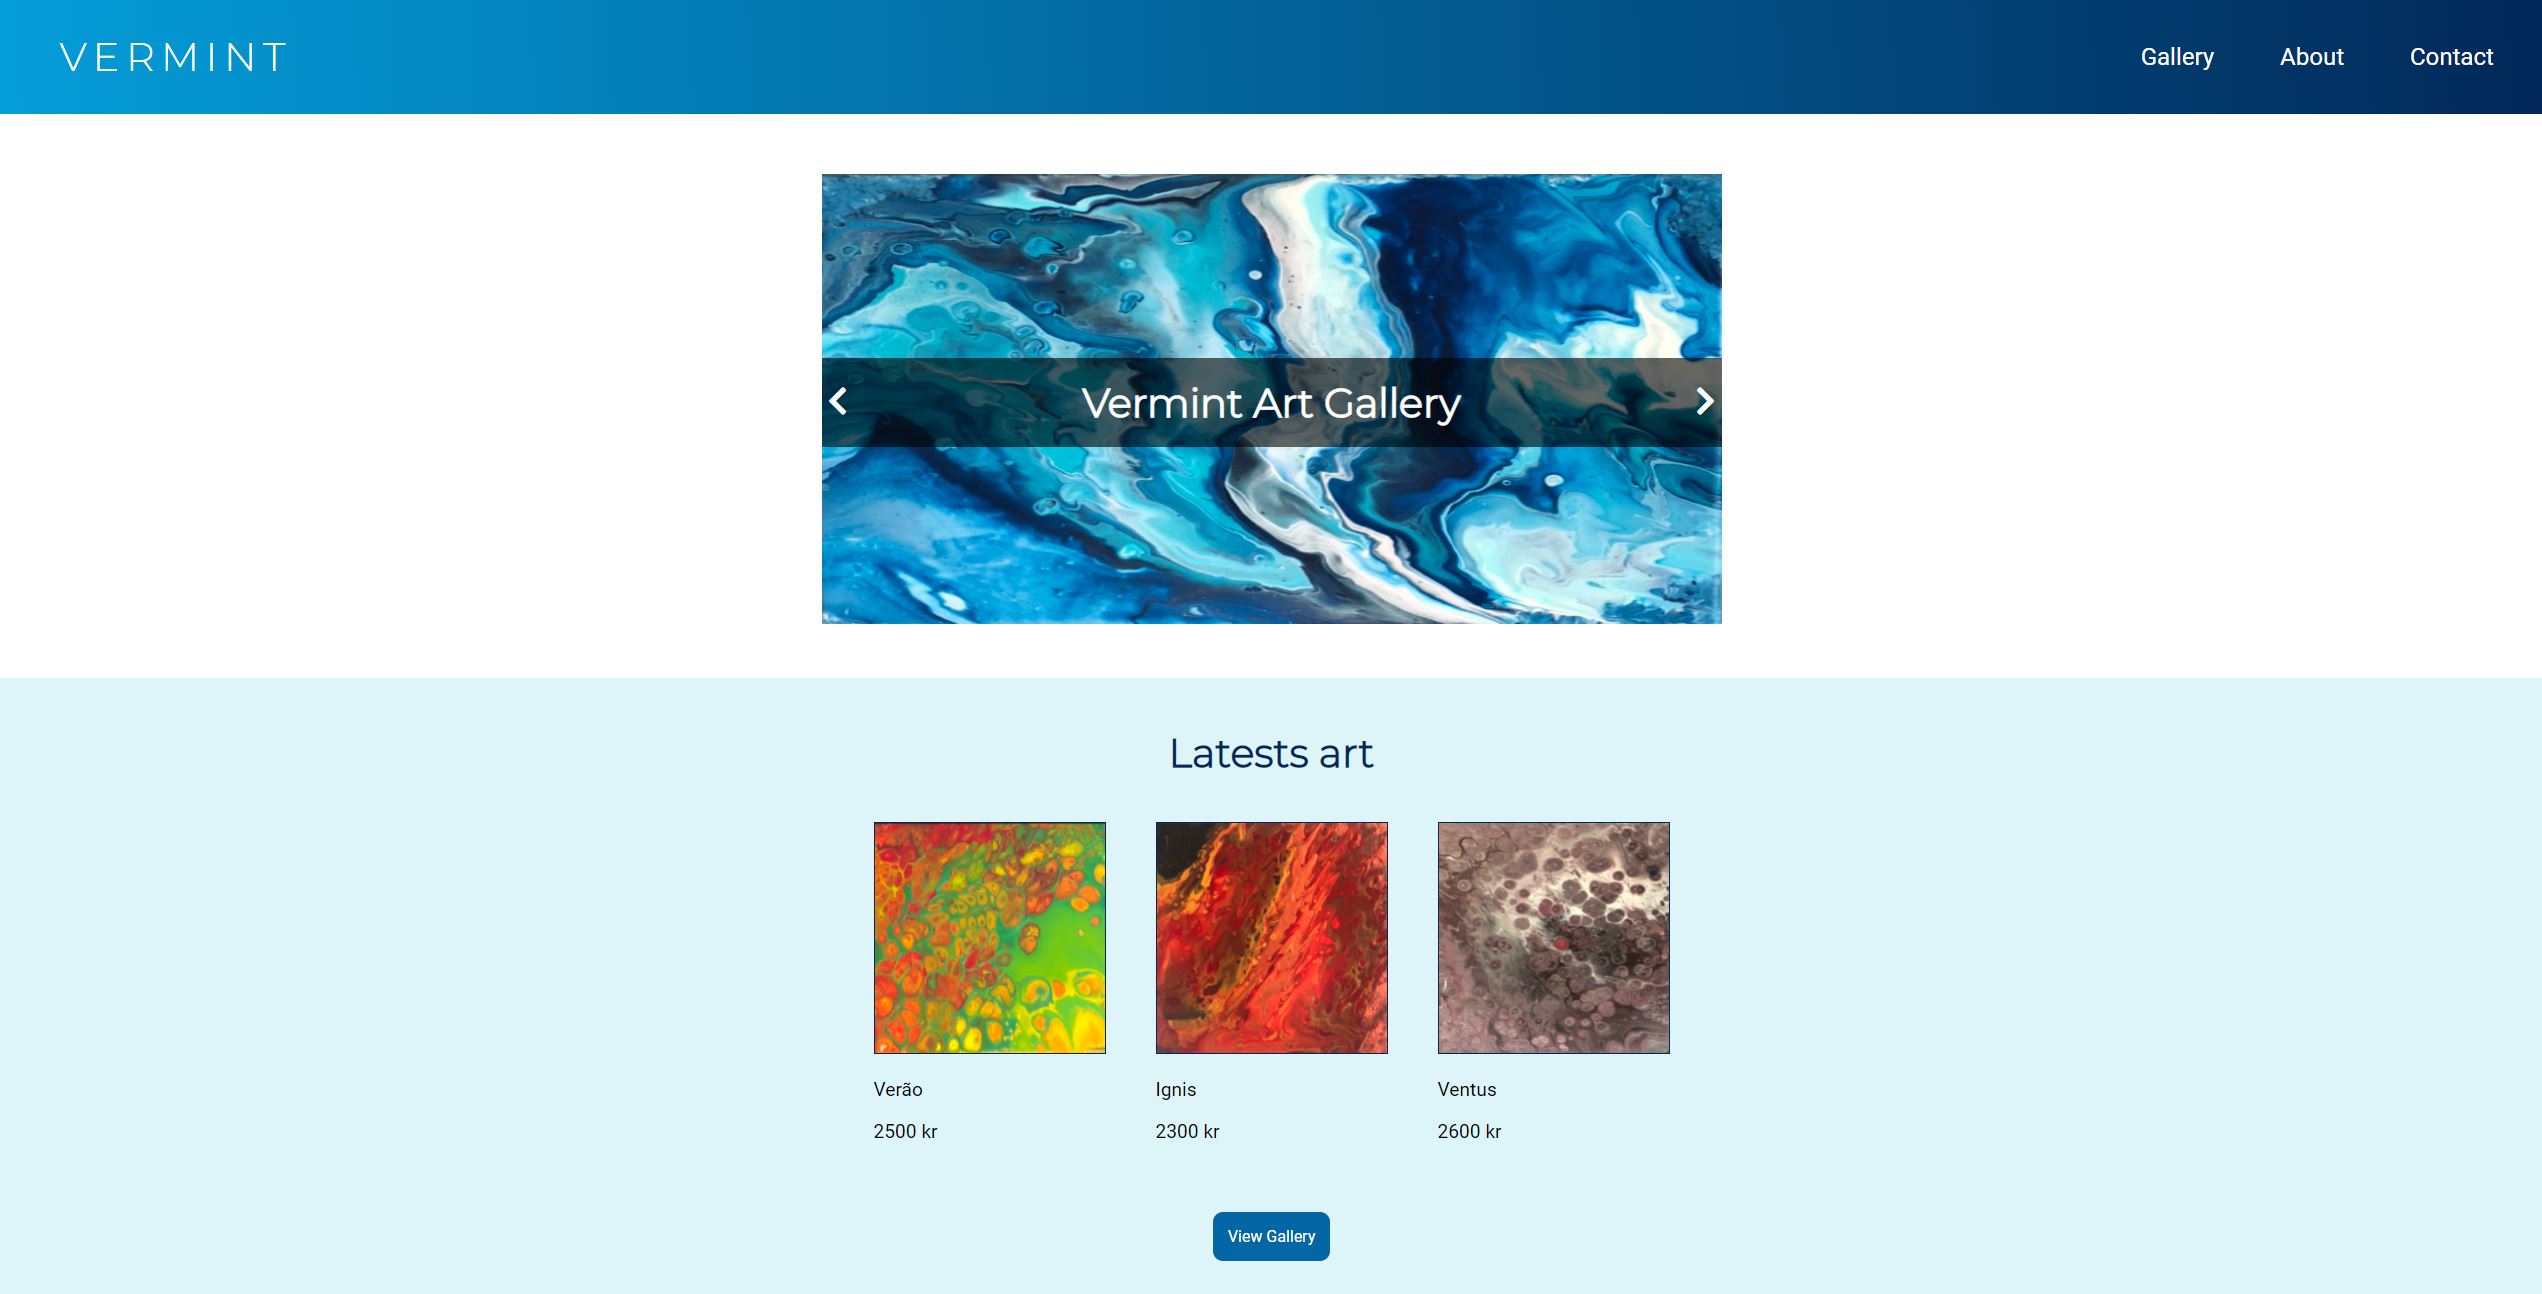 VERMINT
Gallery About Contact
Vermint Art Gallery
Latests art
Verão Ignis Ventus
2500 kr 2300 kr 2600 kr
View Gallery